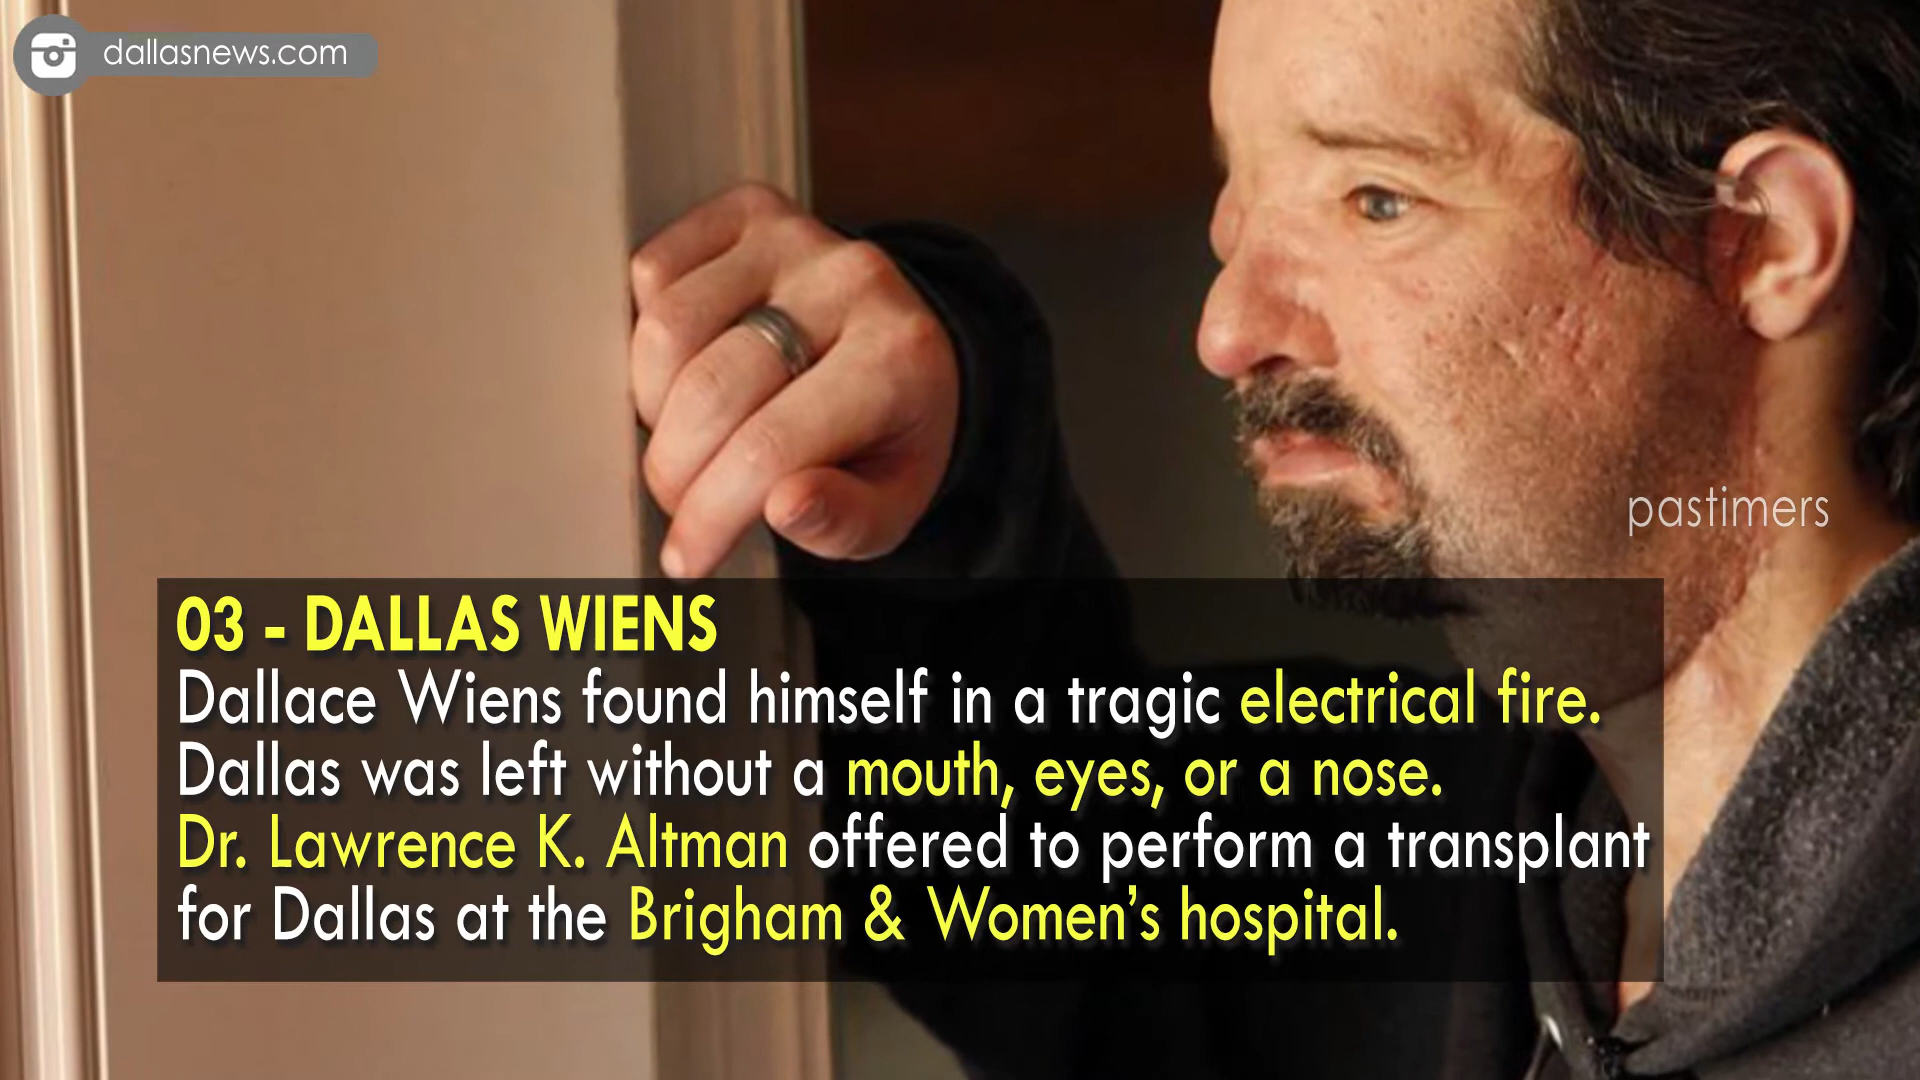 dallasnews.com
pastimers
03 - DALLAS WIENS
Dallace Wiens found himself in a tragic electrical fire.
Dallas was left without a mouth, eyes, or a nose.
Dr. Lawrence K. Altman offered to perform a transplant
for Dallas at the Brigham & Women’s hospital.